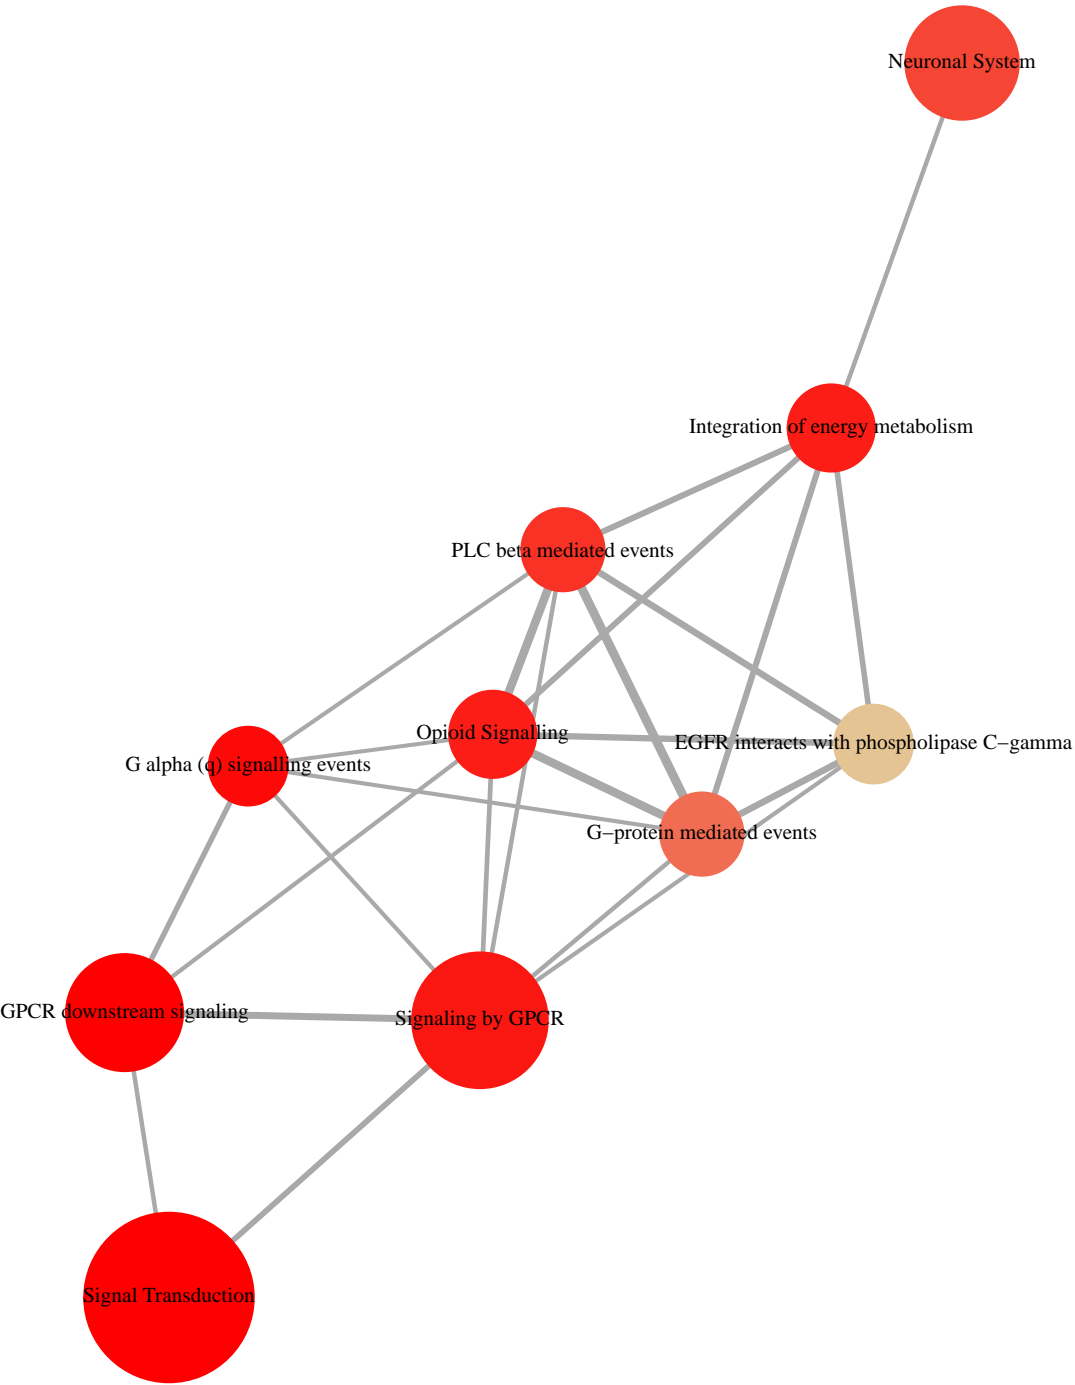 Neuronal System
Integration of energy metabolism
PLC beta mediated events
Opioid Signalling
EGFR interacts with phospholipase C−gamma
G alpha (q) signalling events
G−protein mediated events
GPCR downstream signaling
Signaling by GPCR
Signal Transduction